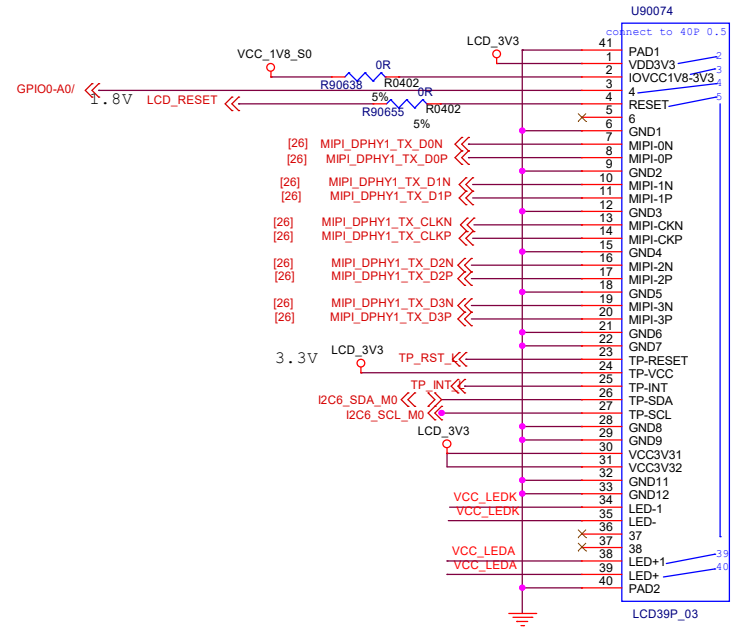 U90074
connect to 40P 0.5
VCC_1V8_S0
LCD_3V3
41 PAD1
1 VDD3V3 2
0R
2 IOVCC1V8-3V3 3
GPIO0-A0/ R90638 R0402 3 4 4
1.8V LCD_RESET 5% 0R 4 RESET 5
R90655 R0402 5 6
5% 6 GND1
[26] MIPI_DPHY1_TX_D0N 7 MIPI-0N
[26] MIPI_DPHY1_TX_D0P 8 MIPI-0P
9 GND2
[26] MIPI_DPHY1_TX_D1N 10 MIPI-1N
[26] MIPI_DPHY1_TX_D1P 11 MIPI-1P
12 GND3
[26] MIPI_DPHY1_TX_CLKN 13 MIPI-CKN
[26] MIPI_DPHY1_TX_CLKP 14 MIPI-CKP
15 GND4
[26] MIPI_DPHY1_TX_D2N 16 MIPI-2N
[26] MIPI_DPHY1_TX_D2P 17 MIPI-2P
18 GND5
[26] MIPI_DPHY1_TX_D3N 19 MIPI-3N
[26] MIPI_DPHY1_TX_D3P 20 MIPI-3P
21 GND6
22 GND7
3.3V LCD_3V3 TP_RST_L 23 TP-RESET
24 TP-VCC
TP_INT_L 25 TP-INT
I2C6_SDA_M0 26 TP-SDA
I2C6_SCL_M0 27 TP-SCL
28 GND8
LCD_3V3 29 GND9
30 VCC3V31
31 VCC3V32
32 GND11
33 GND12
VCC_LEDK 34 LED-1
VCC_LEDK 35 LED-
36 37
37 38
VCC_LEDA 38 LED+1 39
VCC_LEDA 39 LED+ 40
40 PAD2
LCD39P_03